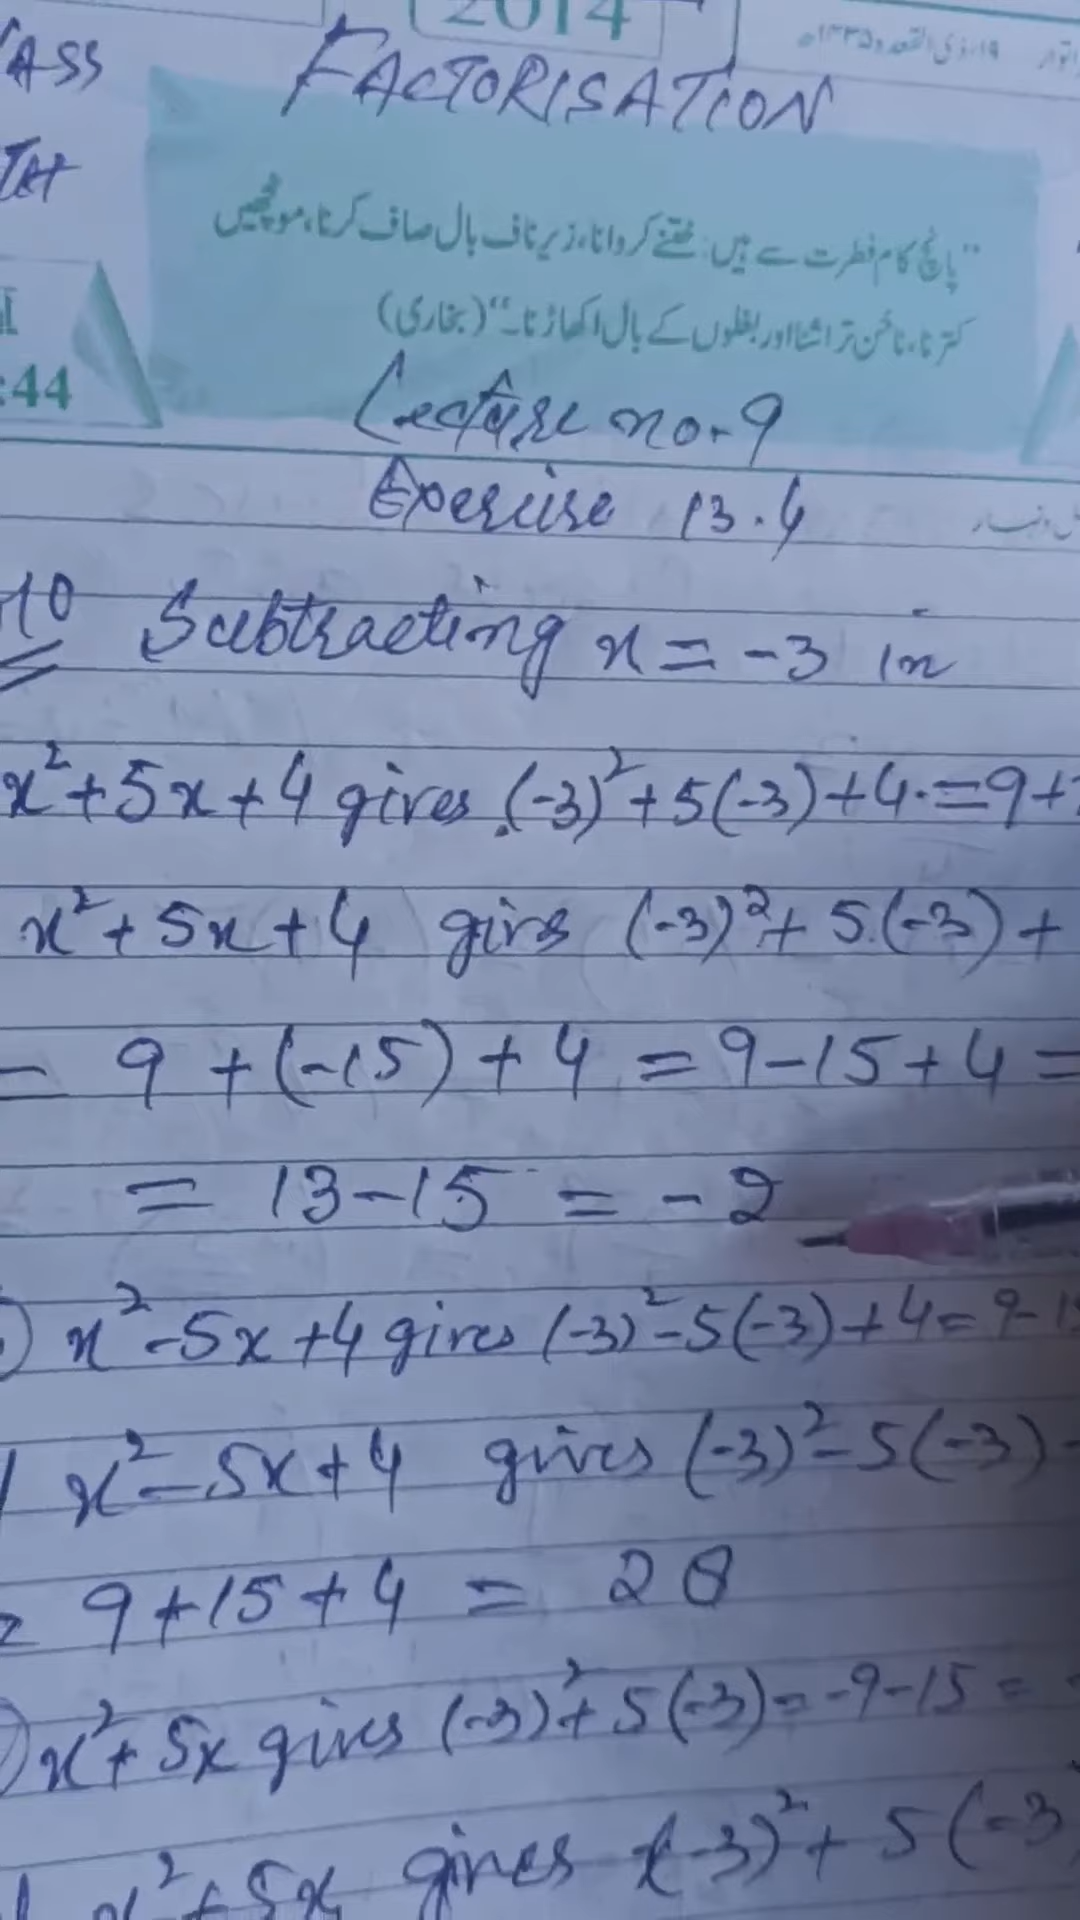 2014
FACTORISATION
"پانچ کام فطرت سے ہیں: ختنے کروانا، زیر ناف بال صاف کرنا، مونچھیں
کترنا، ناخن تراشنا اور بغلوں کے بال اکھاڑنا۔" (بخاری)
:44
Lecture no. 9
Exercise 13.4
10 Subtracting x = -3 in
x² + 5x + 4 gives (-3)² + 5(-3) + 4 = 9 +
x² + 5x + 4 gives (-3)² + 5(-3) +
= 9 + (-15) + 4 = 9 - 15 + 4 =
= 13 - 15 = - 2
) x² - 5x + 4 gives (-3)² - 5(-3) + 4 = 9 - 15
x² - 5x + 4 gives (-3)² - 5(-3)
= 9 + 15 + 4 = 28
) x² + 5x gives (-3)² + 5(-3) = -9 - 15 =
x² + 5x gives (-3)² + 5(-3